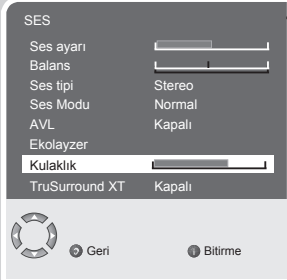 SES
Ses ayarı
Balans
Ses tipi Stereo
Ses Modu Normal
AVL Kapalı
Ekolayzer
Kulaklık
TruSurround XT Kapalı
Geri Bitirme